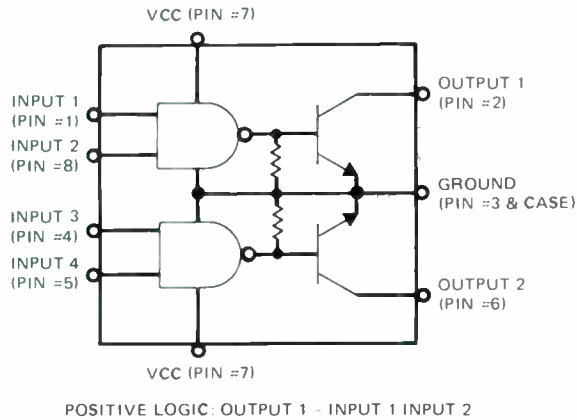 VCC (PIN =7)
INPUT 1
(PIN =1)
INPUT 2
(PIN =8)
INPUT 3
(PIN =4)
INPUT 4
(PIN =5)
OUTPUT 1
(PIN =2)
GROUND
(PIN =3 & CASE)
OUTPUT 2
(PIN =6)
VCC (PIN =7)
POSITIVE LOGIC: OUTPUT 1 - INPUT 1 INPUT 2